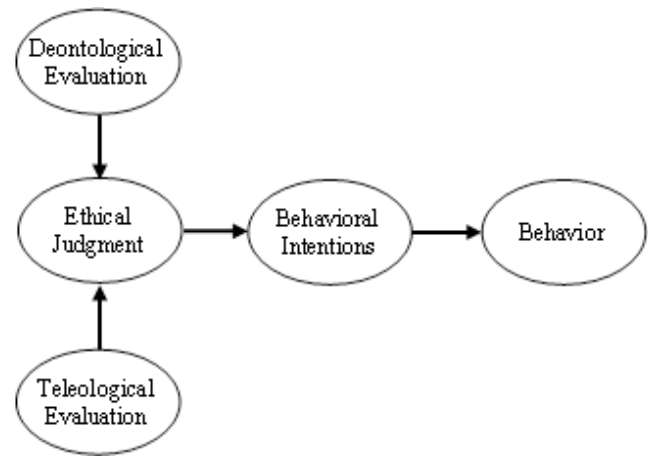 Deontological
Evaluation
Ethical
Judgment
Behavioral
Intentions
Behavior
Teleological
Evaluation